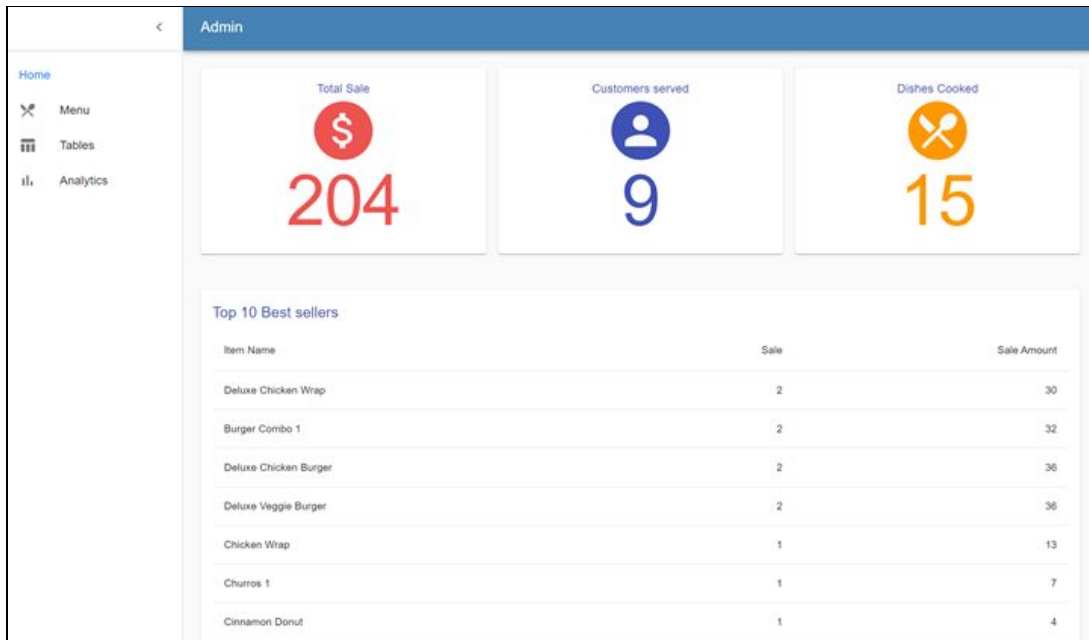 Admin
Home
Menu
Tables
Analytics
Total Sale
$
204
Customers served
9
Dishes Cooked
15
Top 10 Best sellers
Item Name Sale Sale Amount
Deluxe Chicken Wrap 2 30
Burger Combo 1 2 32
Deluxe Chicken Burger 2 36
Deluxe Veggie Burger 2 36
Chicken Wrap 1 13
Churros 1 1 7
Cinnamon Donut 1 4